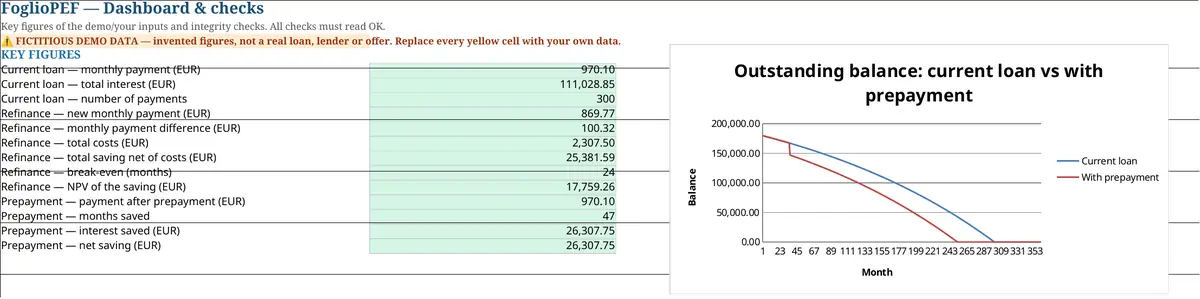 FoglioPEF — Dashboard & checks
Key figures of the demo/your inputs and integrity checks. All checks must read OK.
⚠ FICTITIOUS DEMO DATA — invented figures, not a real loan, lender or offer. Replace every yellow cell with your own data.
KEY FIGURES
Current loan — monthly payment (EUR) 970.10
Current loan — total interest (EUR) 111,028.85
Current loan — number of payments 300
Refinance — new monthly payment (EUR) 869.77
Refinance — monthly payment difference (EUR) 100.32
Refinance — total costs (EUR) 2,307.50
Refinance — total saving net of costs (EUR) 25,381.59
Refinance — break-even (months) 24
Refinance — NPV of the saving (EUR) 17,759.26
Prepayment — payment after prepayment (EUR) 970.10
Prepayment — months saved 47
Prepayment — interest saved (EUR) 26,307.75
Prepayment — net saving (EUR) 26,307.75
Outstanding balance: current loan vs with
prepayment
200,000.00
150,000.00
100,000.00
50,000.00
0.00
Balance
1 23 45 67 89 111 133 155 177 199 221 243 265 287 309 331 353
Month
Current loan
With prepayment